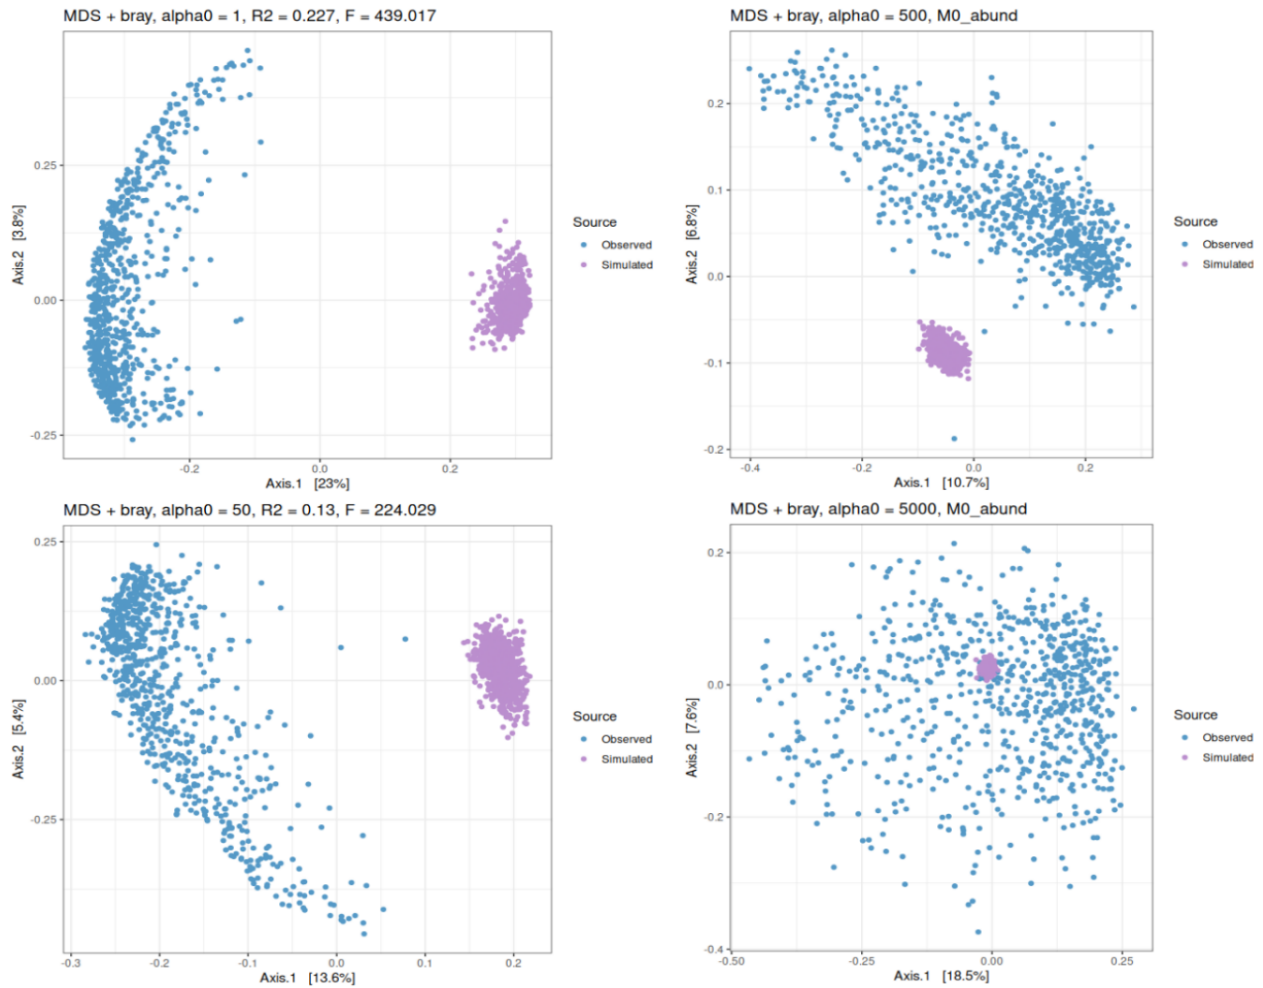 MDS + bray, alpha0 = 1, R2 = 0.227, F = 439.017
0.25
0.00
-0.25
Axis.2 [3.8%]
-0.2
0.0
0.2
Axis.1 [23%]
Source
Observed
Simulated
MDS + bray, alpha0 = 500, M0_abund
0.2
0.1
0.0
-0.1
-0.2
Axis.2 [6.8%]
-0.4
-0.2
0.0
0.2
Axis.1 [10.7%]
Source
Observed
Simulated
MDS + bray, alpha0 = 50, R2 = 0.13, F = 224.029
0.25
0.00
-0.25
Axis.2 [5.4%]
-0.3
-0.2
-0.1
0.0
0.1
0.2
Axis.1 [13.6%]
Source
Observed
Simulated
MDS + bray, alpha0 = 5000, M0_abund
0.2
0.0
-0.2
-0.4
Axis.2 [7.6%]
-0.50
-0.25
0.00
0.25
Axis.1 [18.5%]
Source
Observed
Simulated